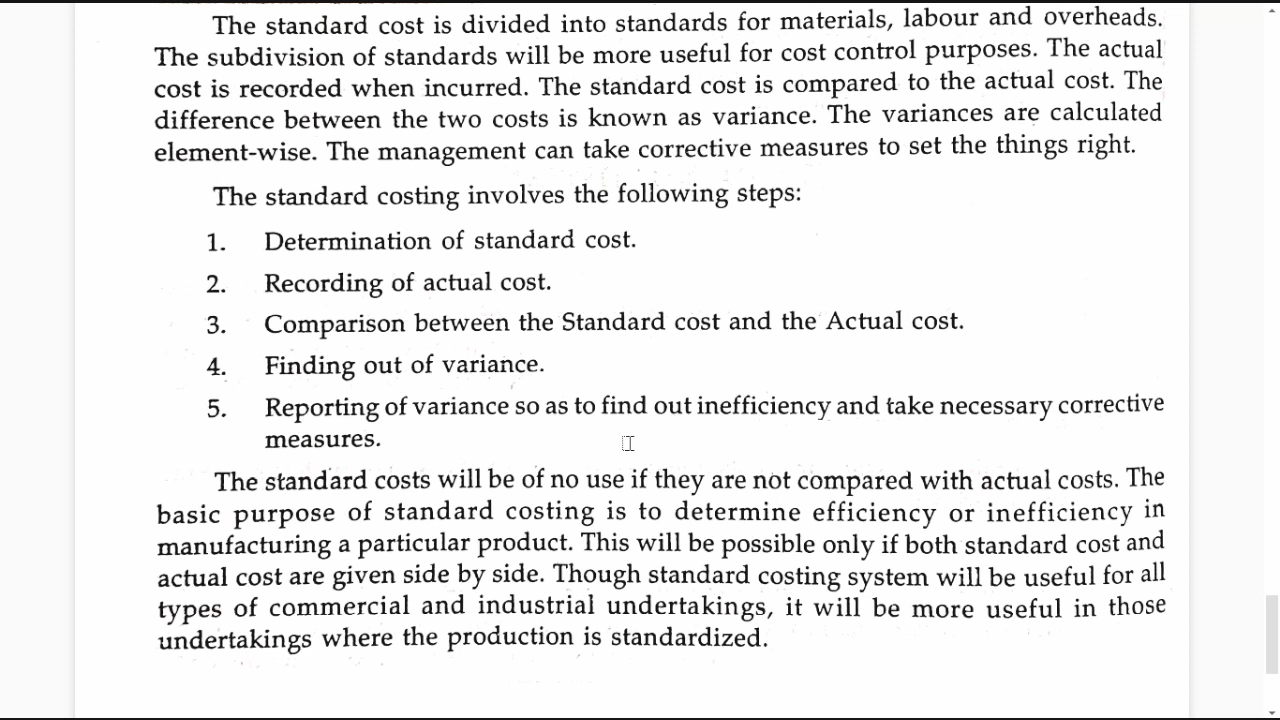 The standard cost is divided into standards for materials, labour and overheads.
The subdivision of standards will be more useful for cost control purposes. The actual
cost is recorded when incurred. The standard cost is compared to the actual cost. The
difference between the two costs is known as variance. The variances are calculated
element-wise. The management can take corrective measures to set the things right.
The standard costing involves the following steps:
1. Determination of standard cost.
2. Recording of actual cost.
3. Comparison between the Standard cost and the Actual cost.
4. Finding out of variance.
5. Reporting of variance so as to find out inefficiency and take necessary corrective
measures.
The standard costs will be of no use if they are not compared with actual costs. The
basic purpose of standard costing is to determine efficiency or inefficiency in
manufacturing a particular product. This will be possible only if both standard cost and
actual cost are given side by side. Though standard costing system will be useful for all
types of commercial and industrial undertakings, it will be more useful in those
undertakings where the production is standardized.